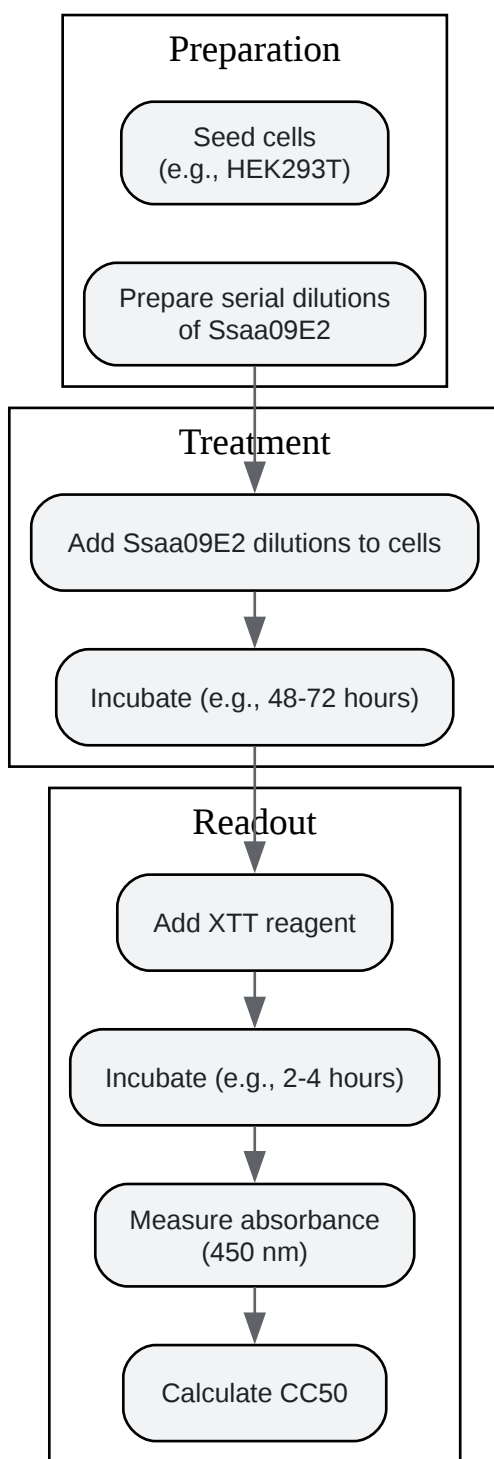 Preparation
Seed cells
(e.g., HEK293T)
Prepare serial dilutions
of Ssaa09E2
Treatment
Add Ssaa09E2 dilutions to cells
Incubate (e.g., 48-72 hours)
Readout
Add XTT reagent
Incubate (e.g., 2-4 hours)
Measure absorbance
(450 nm)
Calculate CC50